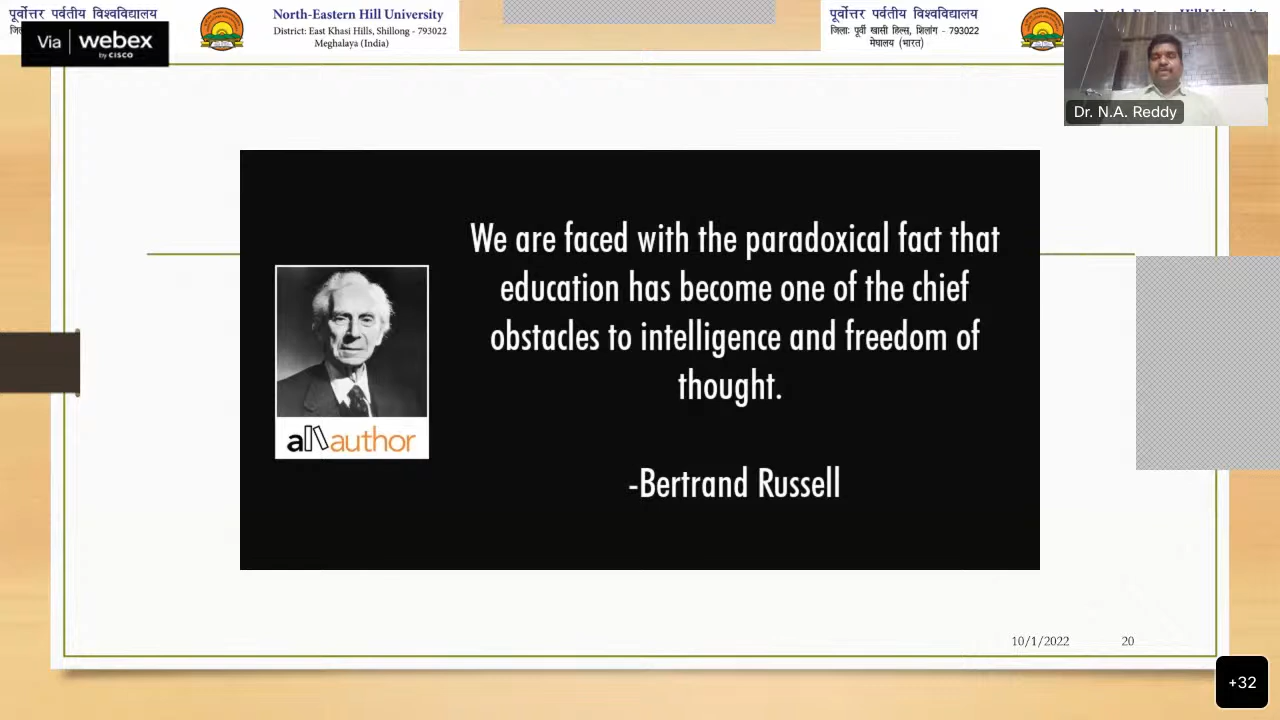 पूर्वोत्तर पर्वतीय विश्वविद्यालय
North-Eastern Hill University
District: East Khasi Hills, Shillong - 793022
Meghalaya (India)
पूर्वोत्तर पर्वतीय विश्वविद्यालय
जिला: पूर्वी खासी हिल्स, शिलांग - 793022
मेघालय (भारत)
Via webex
by CISCO
Dr. N.A. Reddy
We are faced with the paradoxical fact that
education has become one of the chief
obstacles to intelligence and freedom of
thought.
-Bertrand Russell
allauthor
10/1/2022 20
+32